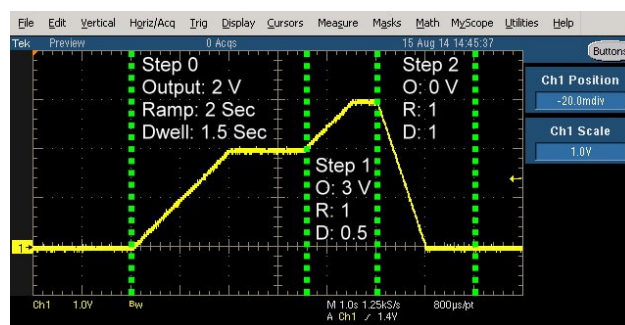 File Edit Vertical Horiz/Acq Trig Display Cursors Measure Masks Math MyScope Utilities Help
Tek Preview 0 Acqs 15 Aug 14 14:45:37
Buttons
Step 0
Output: 2 V
Ramp: 2 Sec
Dwell: 1.5 Sec
Step 1
O: 3 V
R: 1
D: 0.5
Step 2
O: 0 V
R: 1
D: 1
Ch1 Position
-20.0mdiv
Ch1 Scale
1.0V
1
Ch1 1.0V Bw M 1.0s 1.25kS/s 800µs/pt
A Ch1 / 1.4V